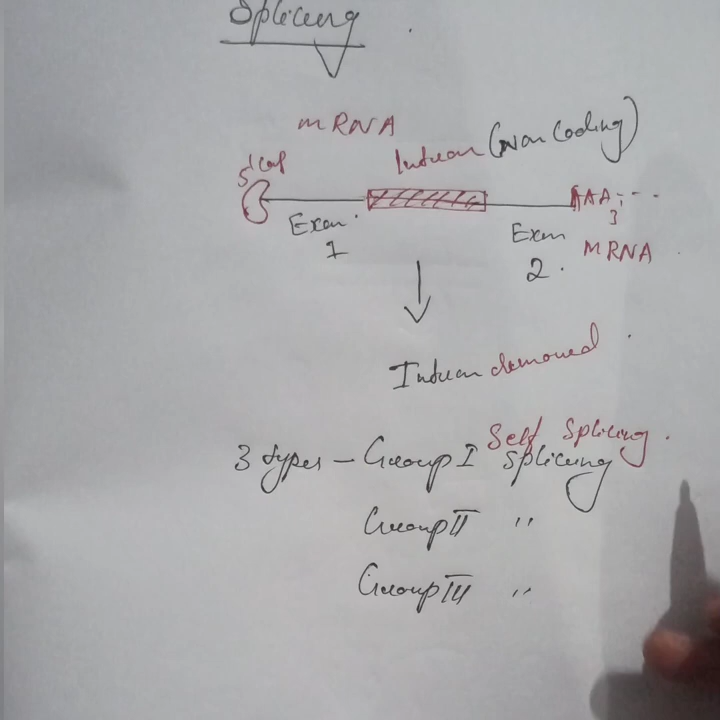 Splicing
mRNA
Intron (Non Coding)
5' Cap
AAA - - -
3
Exon
1
Exon
2.
MRNA
Intron removed
Self Splicing.
3 types - Group I Splicing
Group II "
Group III "